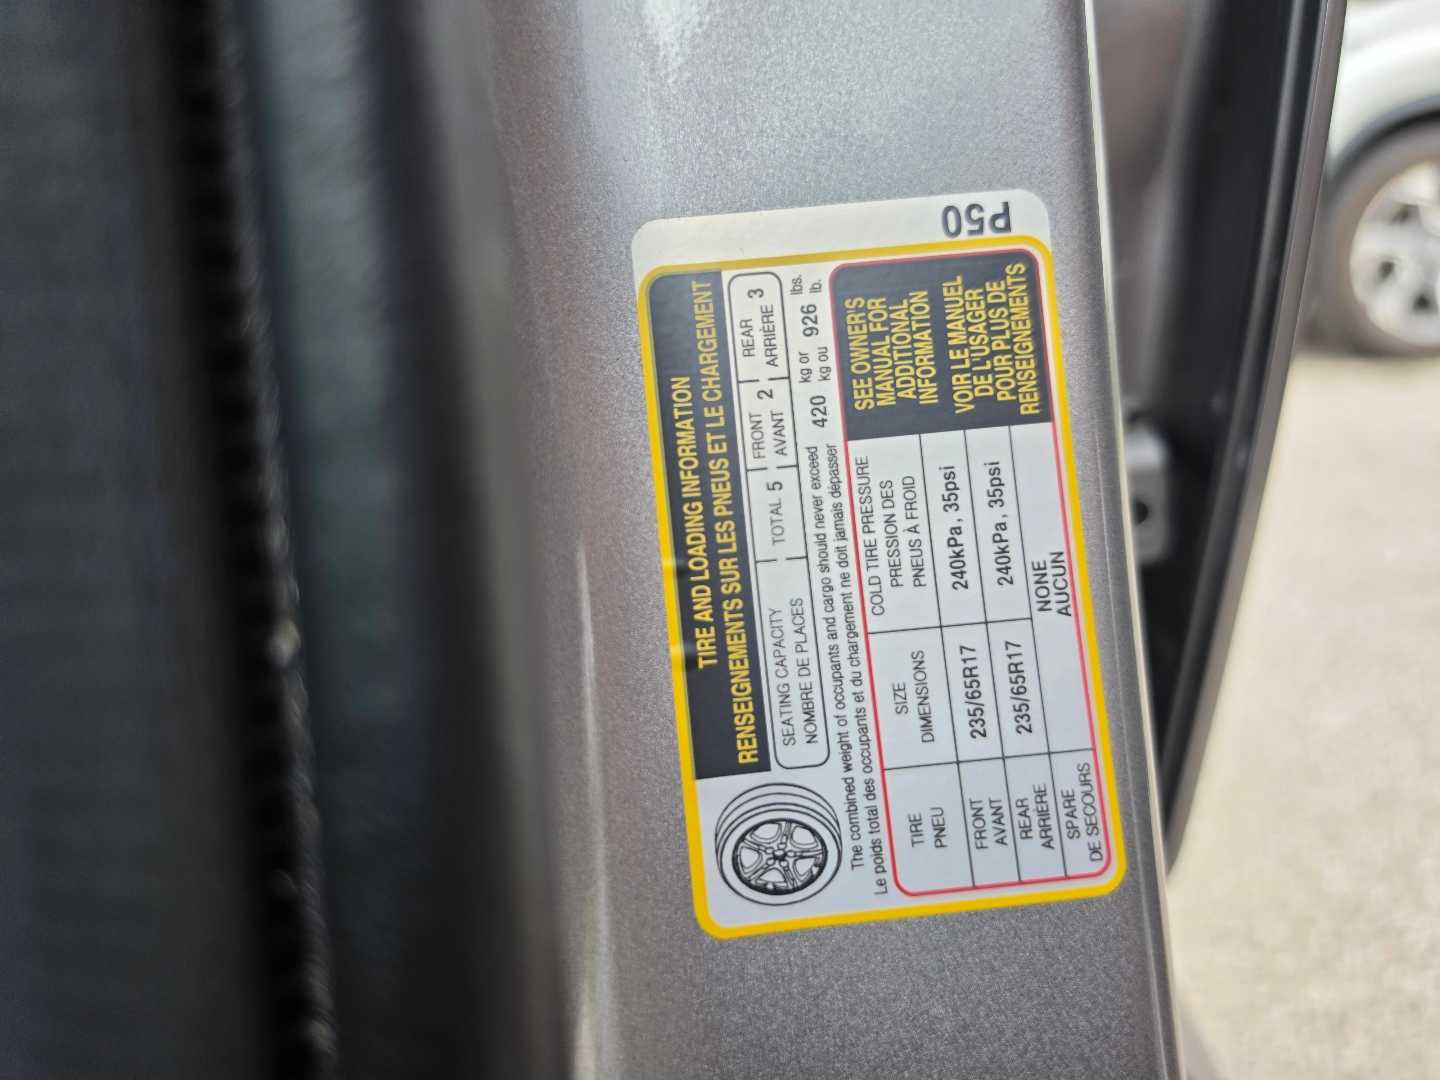 TIRE AND LOADING INFORMATION
RENSEIGNEMENTS SUR LES PNEUS ET LE CHARGEMENT
SEATING CAPACITY
NOMBRE DE PLACES
TOTAL 5
FRONT
AVANT 2
REAR
ARRIÈRE 3
The combined weight of occupants and cargo should never exceed 420 kg or 926 lbs.
Le poids total des occupants et du chargement ne doit jamais dépasser kg ou lb.
TIRE
PNEU
SIZE
DIMENSIONS
COLD TIRE PRESSURE
PRESSION DES
PNEUS À FROID
FRONT
AVANT
235/65R17
240kPa, 35psi
REAR
ARRIÈRE
235/65R17
240kPa, 35psi
SPARE
DE SECOURS
NONE
AUCUN
SEE OWNER'S
MANUAL FOR
ADDITIONAL
INFORMATION
VOIR LE MANUEL
DE L'USAGER
POUR PLUS DE
RENSEIGNEMENTS
P50